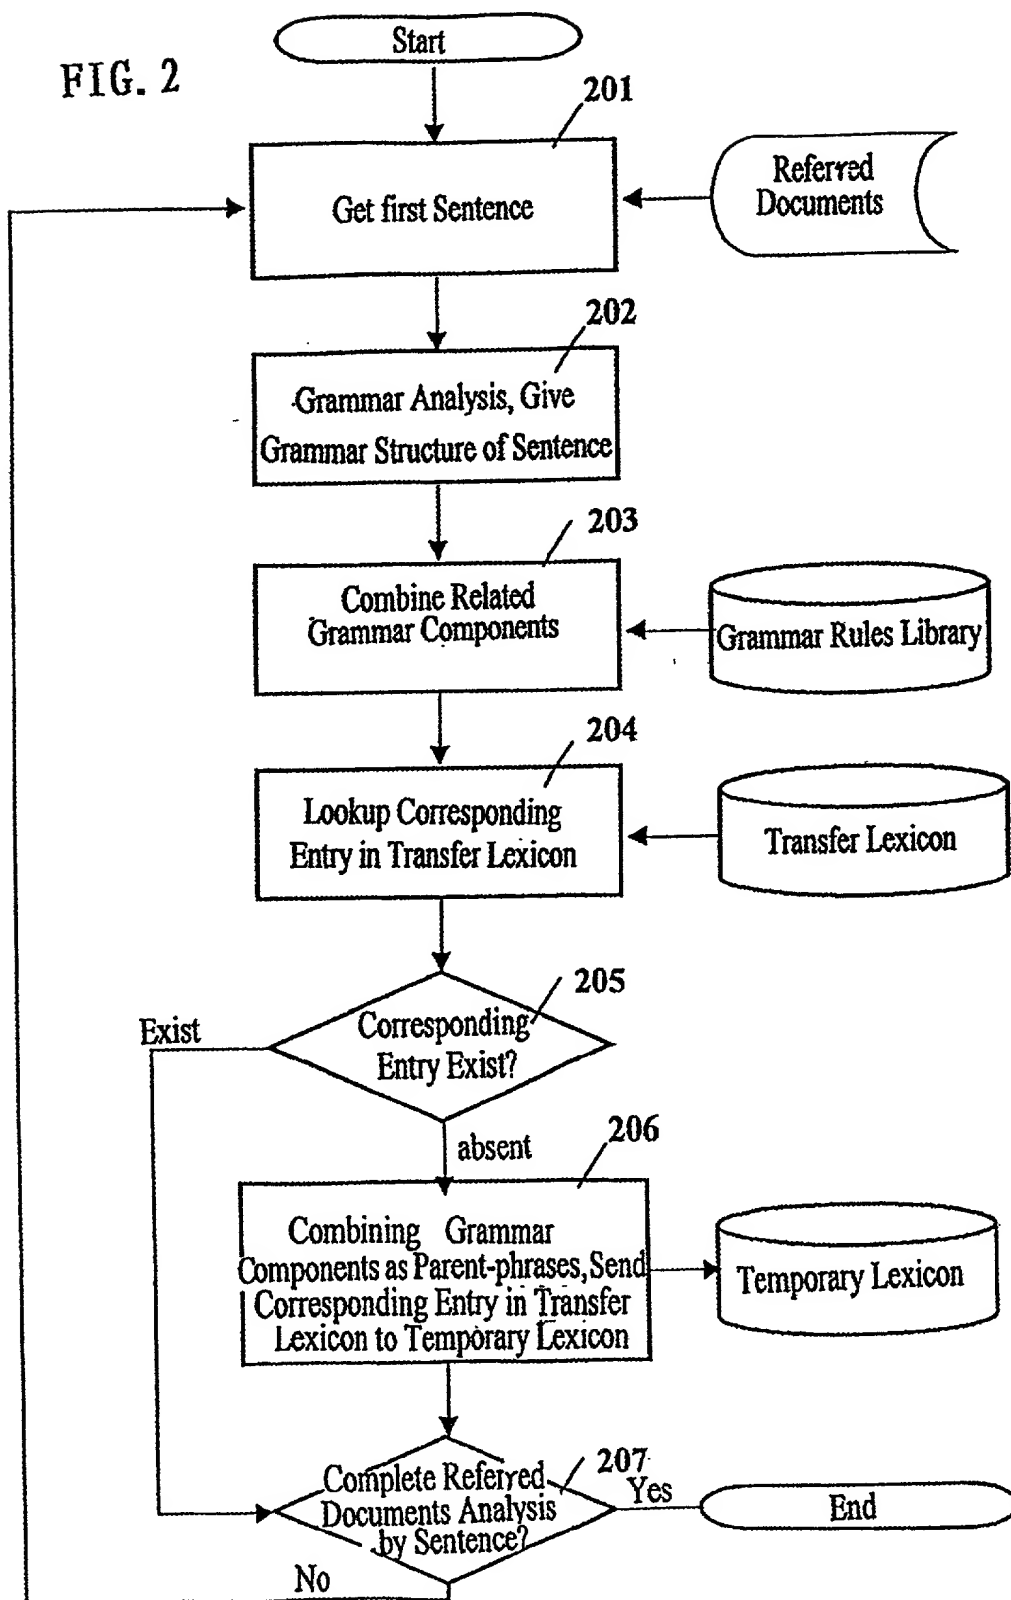 FIG. 2
Start
201
Get first Sentence
Referred
Documents
202
Grammar Analysis, Give
Grammar Structure of Sentence
203
Combine Related
Grammar Components
Grammar Rules Library
204
Lookup Corresponding
Entry in Transfer Lexicon
Transfer Lexicon
205
Corresponding
Entry Exist?
Exist
absent
206
Combining Grammar
Components as Parent-phrases, Send
Corresponding Entry in Transfer
Lexicon to Temporary Lexicon
Temporary Lexicon
207
Complete Referred
Documents Analysis
by Sentence?
Yes
End
No